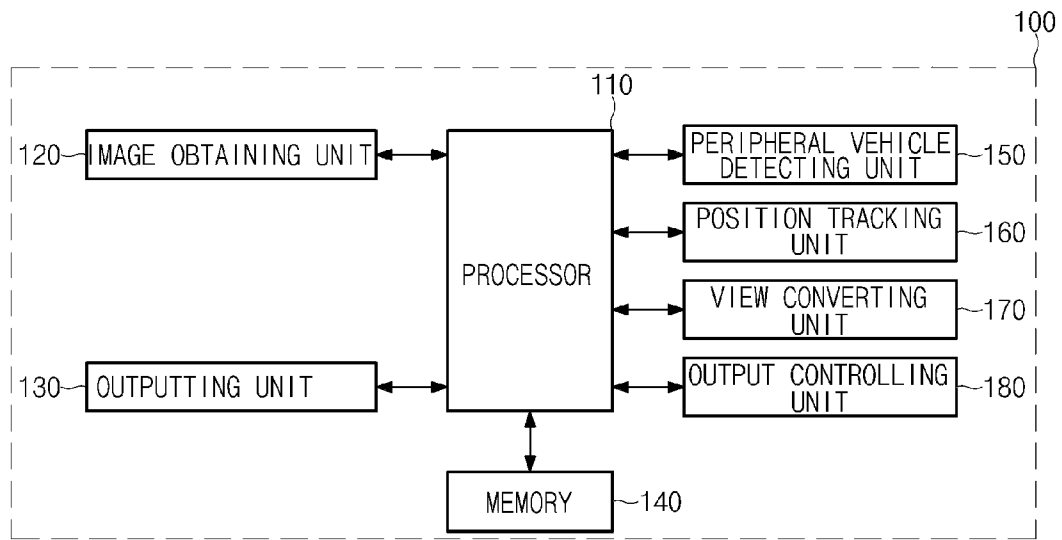 100
110
120 IMAGE OBTAINING UNIT
PERIPHERAL VEHICLE
DETECTING UNIT 150
POSITION TRACKING
UNIT 160
PROCESSOR
VIEW CONVERTING
UNIT 170
130 OUTPUTTING UNIT
OUTPUT CONTROLLING
UNIT 180
MEMORY 140